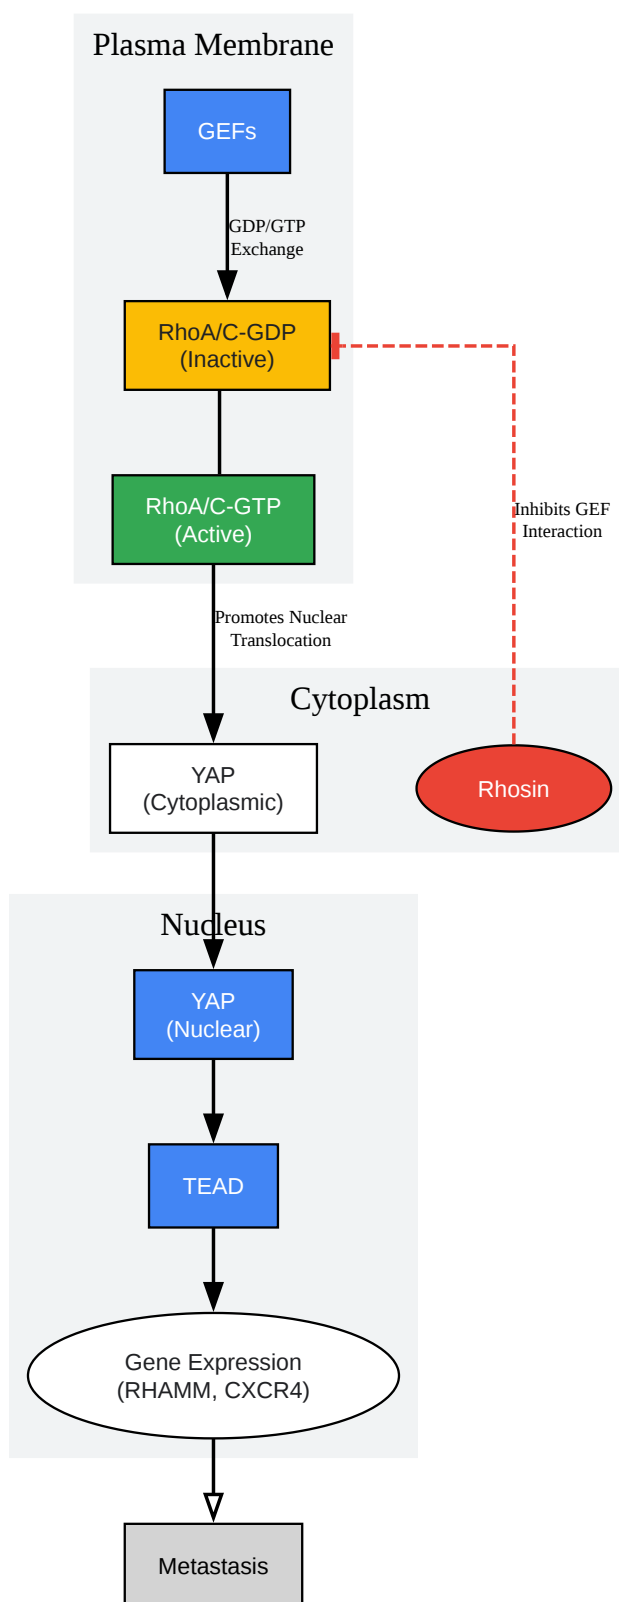 Plasma Membrane
GEFs
GDP/GTP
Exchange
RhoA/C-GDP
(Inactive)
RhoA/C-GTP
(Active)
Inhibits GEF
Interaction
Promotes Nuclear
Translocation
Cytoplasm
YAP
(Cytoplasmic)
Rhosin
Nucleus
YAP
(Nuclear)
TEAD
Gene Expression
(RHAMM, CXCR4)
Metastasis